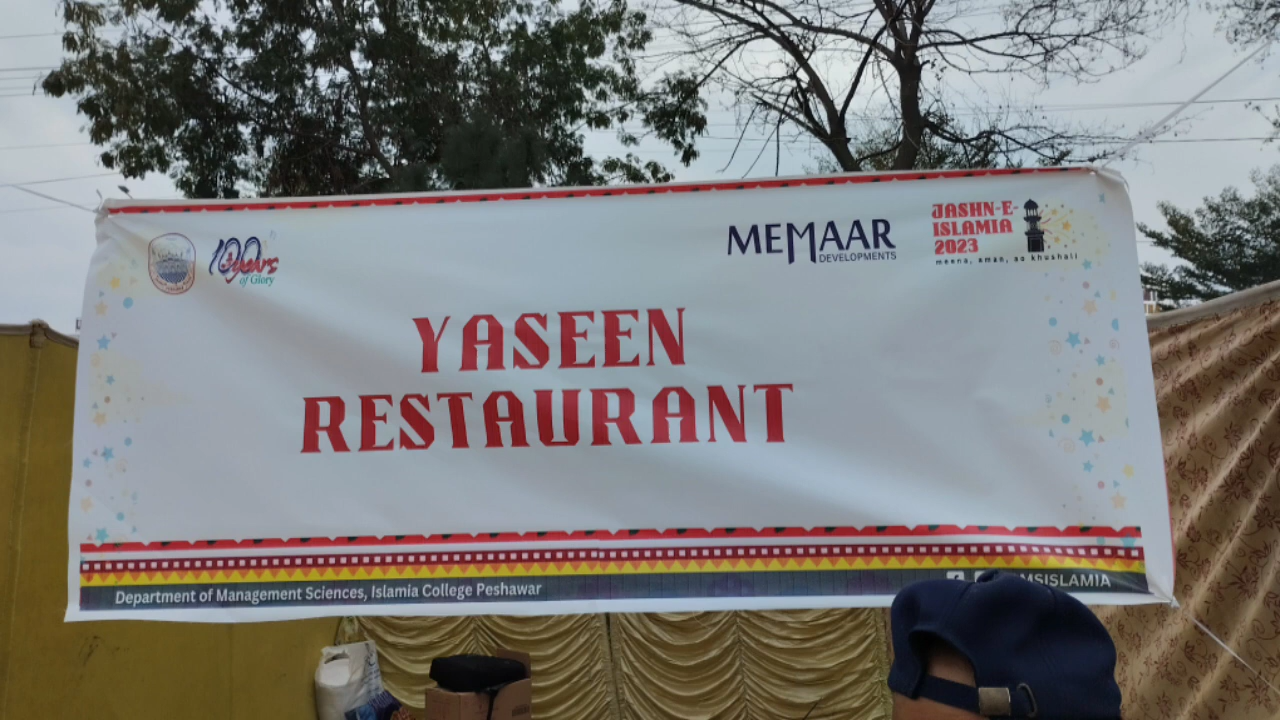 100 years
of Glory
MEMAAR
DEVELOPMENTS
JASHN-E-
ISLAMIA
2023
meena, aman, ao khushali
YASEEN
RESTAURANT
Department of Management Sciences, Islamia College Peshawar
MSISLAMIA